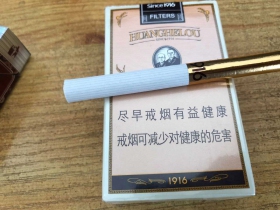 Since 1916
FILTERS
HUANGHELOU
尽早戒烟有益健康
戒烟可减少对健康的危害
1916